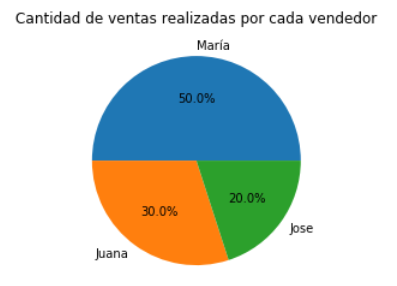 Cantidad de ventas realizadas por cada vendedor
María
50.0%
30.0%
20.0%
Juana
Jose